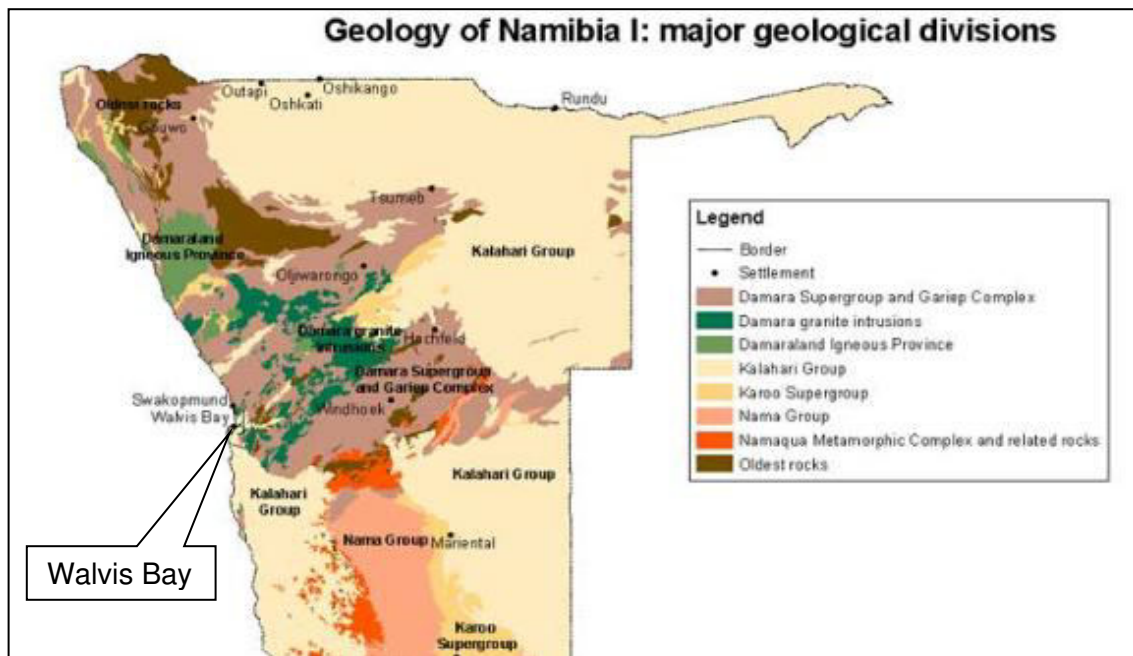 Geology of Namibia I: major geological divisions
Oshikango
Outapi
Oshkati
Rundu
Oldest rocks
Opuwo
Tsumeb
Damaraland
Igneous Province
Kalahari Group
Otjiwarongo
Damara granite
intrusions
Hochfeld
Damara Supergroup
and Gariep Complex
Swakopmund
Walvis Bay
Windhoek
Kalahari Group
Kalahari
Group
Nama Group
Mariental
Karoo
Supergroup
Walvis Bay
Legend
Border
Settlement
Damara Supergroup and Gariep Complex
Damara granite intrusions
Damaraland Igneous Province
Kalahari Group
Karoo Supergroup
Nama Group
Namaqua Metamorphic Complex and related rocks
Oldest rocks